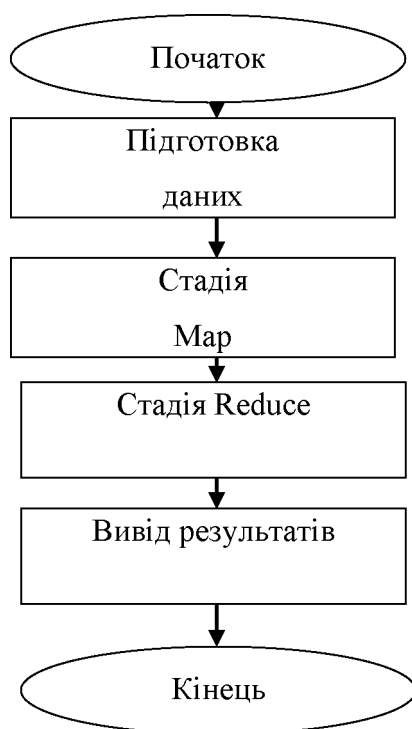 Початок
Підготовка
даних
Стадія
Map
Стадія Reduce
Вивід результатів
Кінець